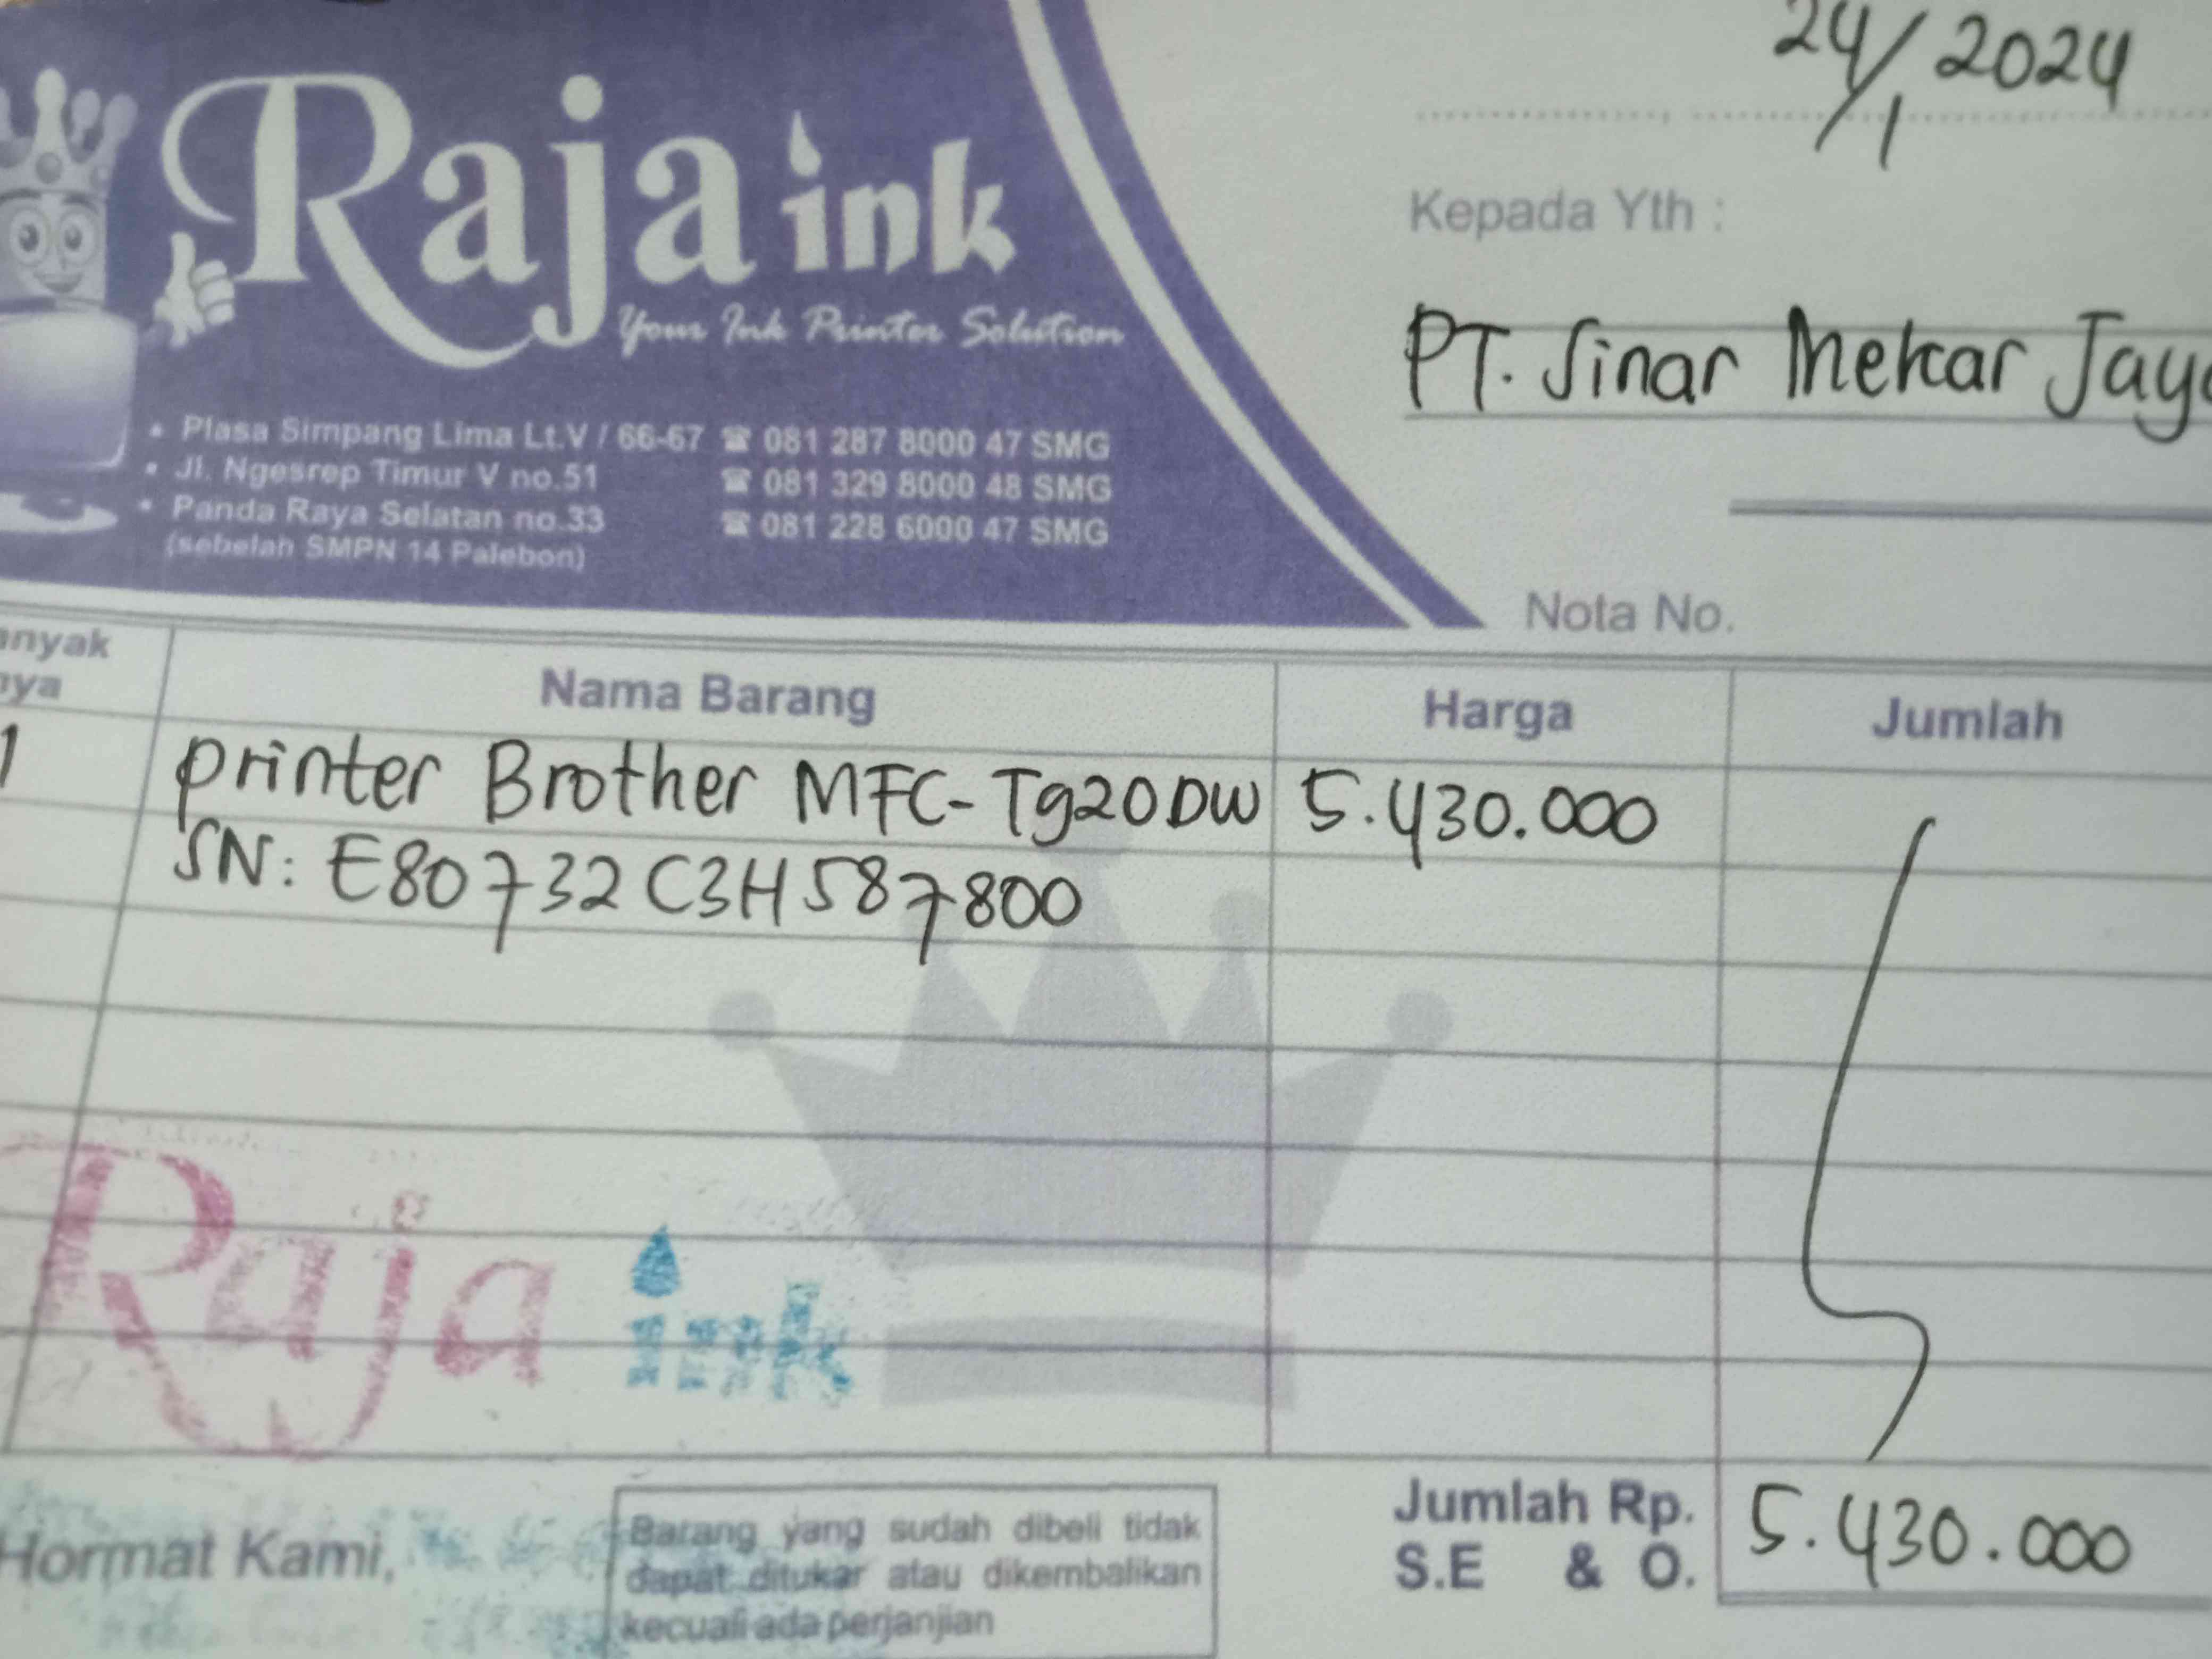 24/1 2024
Raja ink
Your Ink Printer Solution
Kepada Yth :
PT. Sinar Mekar Jaya
• Plasa Simpang Lima Lt.V / 66-67 ☎ 081 287 8000 47 SMG
• Jl. Ngesrep Timur V no.51 ☎ 081 329 8000 48 SMG
• Panda Raya Selatan no.33 ☎ 081 228 6000 47 SMG
(sebelah SMPN 14 Palebon)
Nota No.
anyak
nya
Nama Barang Harga Jumlah
1 printer Brother MFC-T920DW 5.430.000
SN: E80732C3H587800
Raja ink
Hormat Kami,
Barang yang sudah dibeli tidak
dapat ditukar atau dikembalikan
kecuali ada perjanjian
Jumlah Rp. 5.430.000
S.E & O.